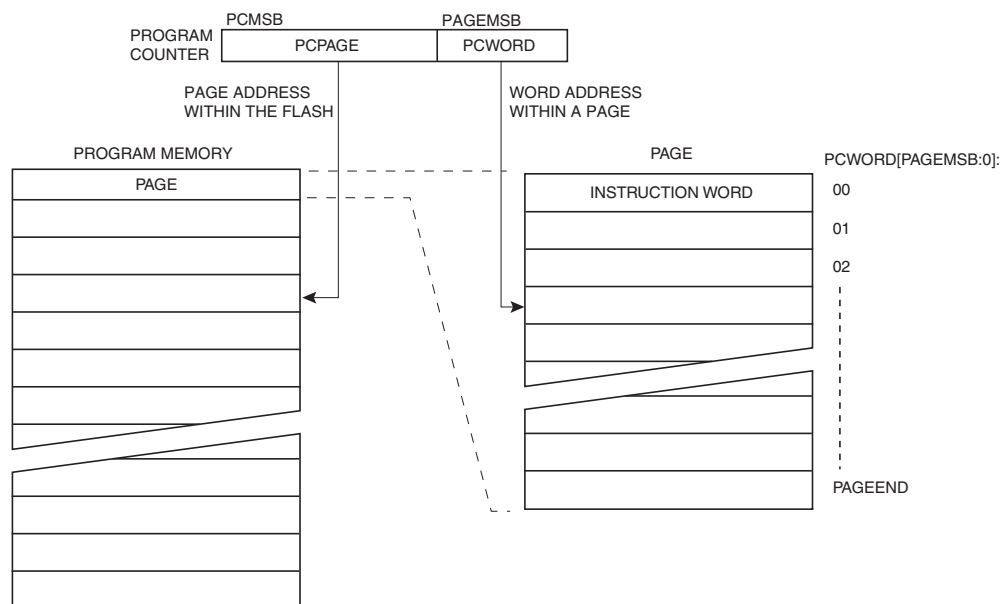 PCMSB
PAGEMSB
PROGRAM
COUNTER
PCPAGE
PCWORD
PAGE ADDRESS
WITHIN THE FLASH
WORD ADDRESS
WITHIN A PAGE
PROGRAM MEMORY
PAGE
PAGE
PCWORD[PAGEMSB:0]:
INSTRUCTION WORD
00
01
02
PAGEEND